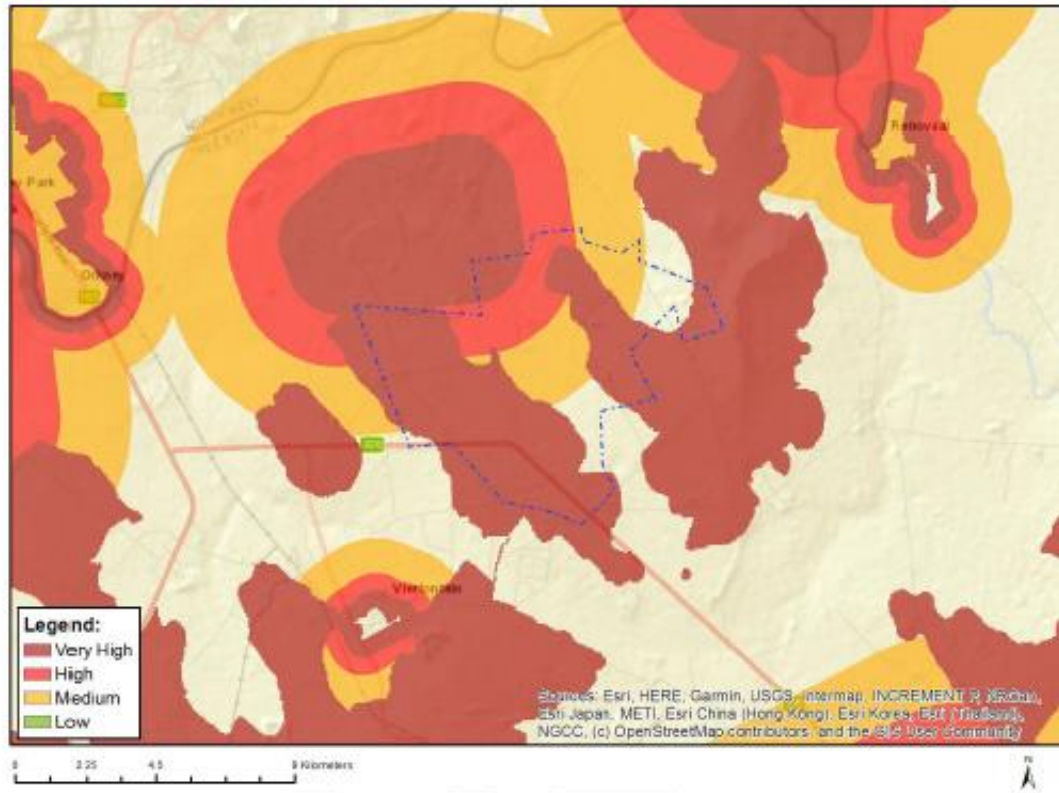 Orkney
Legend:
Very High
High
Medium
Low
Sources: Esri, HERE, Garmin, USGS, Intermap, INCREMENT P, NRCan,
Esri Japan, METI, Esri China (Hong Kong), Esri Korea, Esri (Thailand),
NGCC, (c) OpenStreetMap contributors, and the GIS User Community
0 2.25 4.5 9 Kilometers
N